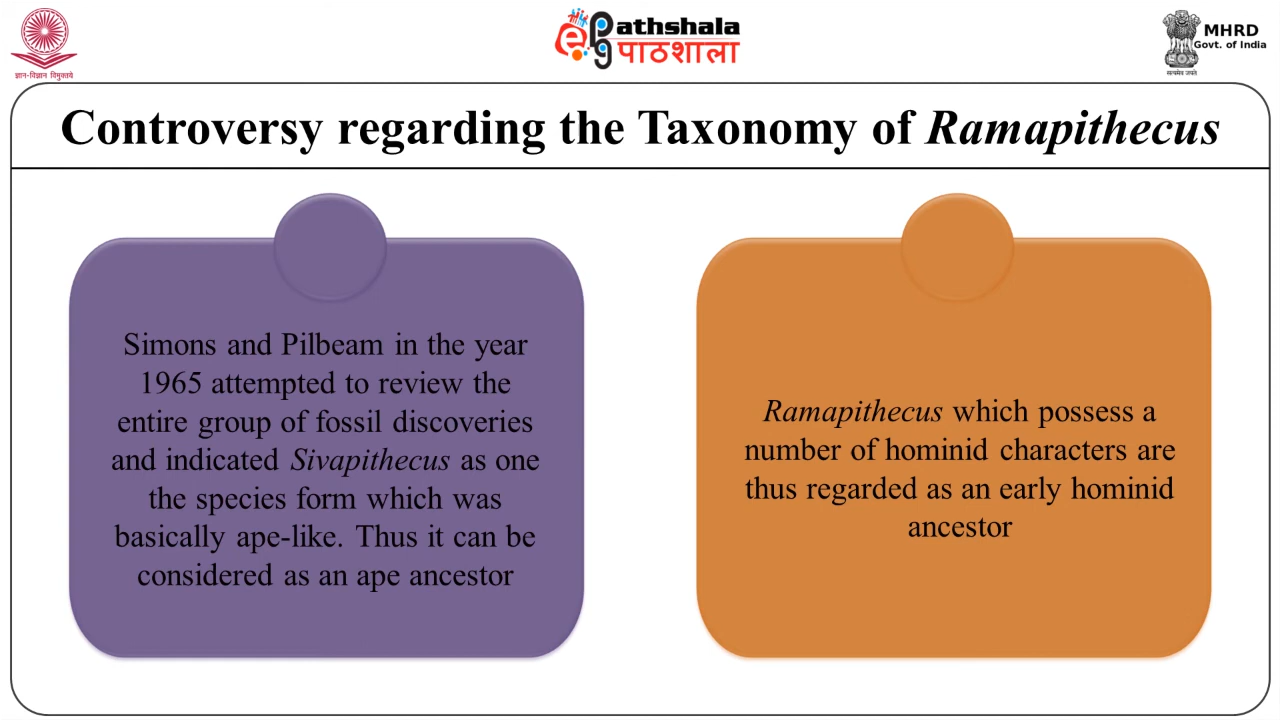 ज्ञान-विज्ञान विमुक्तये
ePathshala
पाठशाला
MHRD
Govt. of India
सत्यमेव जयते
Controversy regarding the Taxonomy of Ramapithecus
Simons and Pilbeam in the year
1965 attempted to review the
entire group of fossil discoveries
and indicated Sivapithecus as one
the species form which was
basically ape-like. Thus it can be
considered as an ape ancestor
Ramapithecus which possess a
number of hominid characters are
thus regarded as an early hominid
ancestor